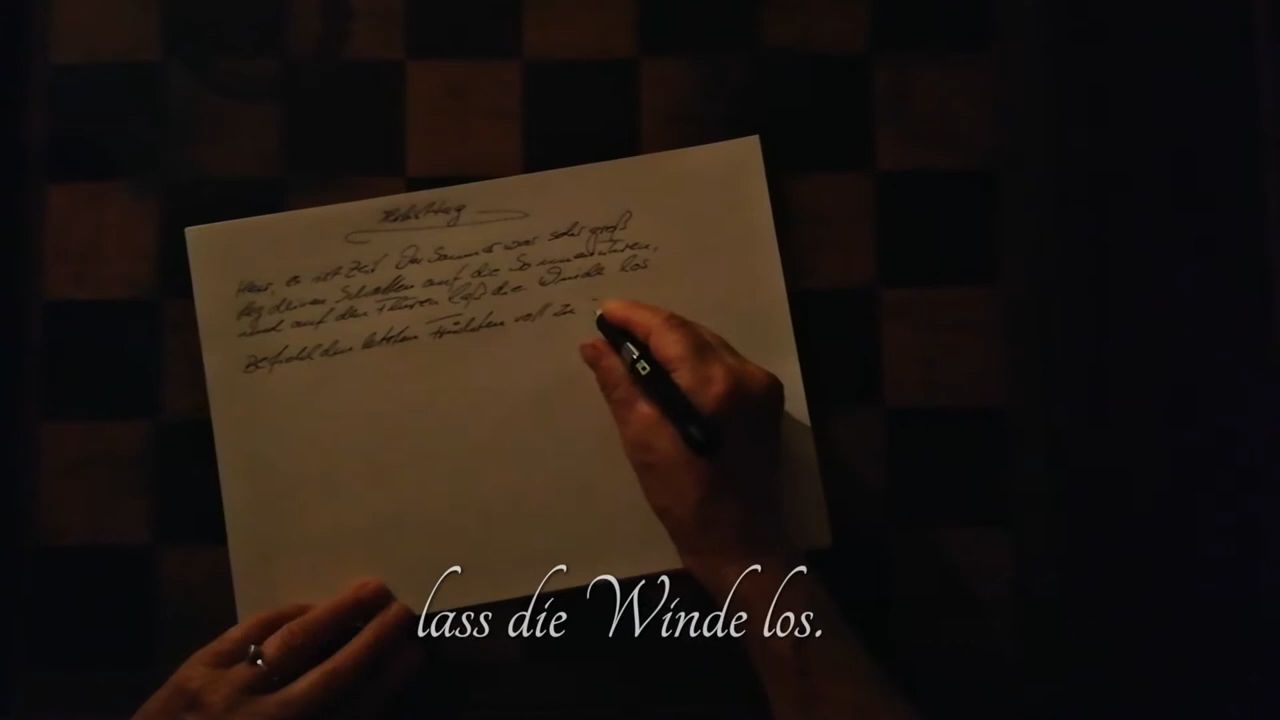 Herbsttag
Herr, es ist Zeit. Der Sommer war sehr groß
leg deinen Schatten auf die Sonnenuhren,
und auf den Fluren laß die Winde los
Befiehl den letzten Früchten voll zu
lass die Winde los.